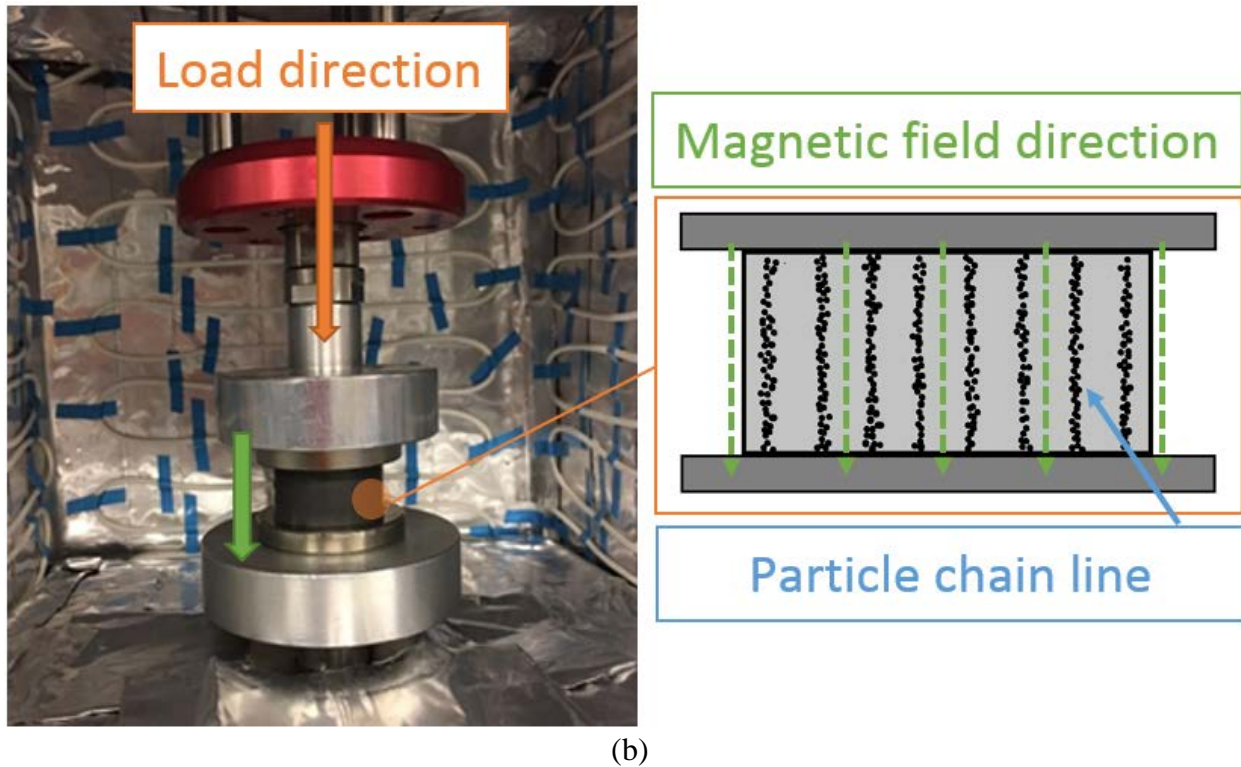 Load direction
Magnetic field direction
Particle chain line
(b)